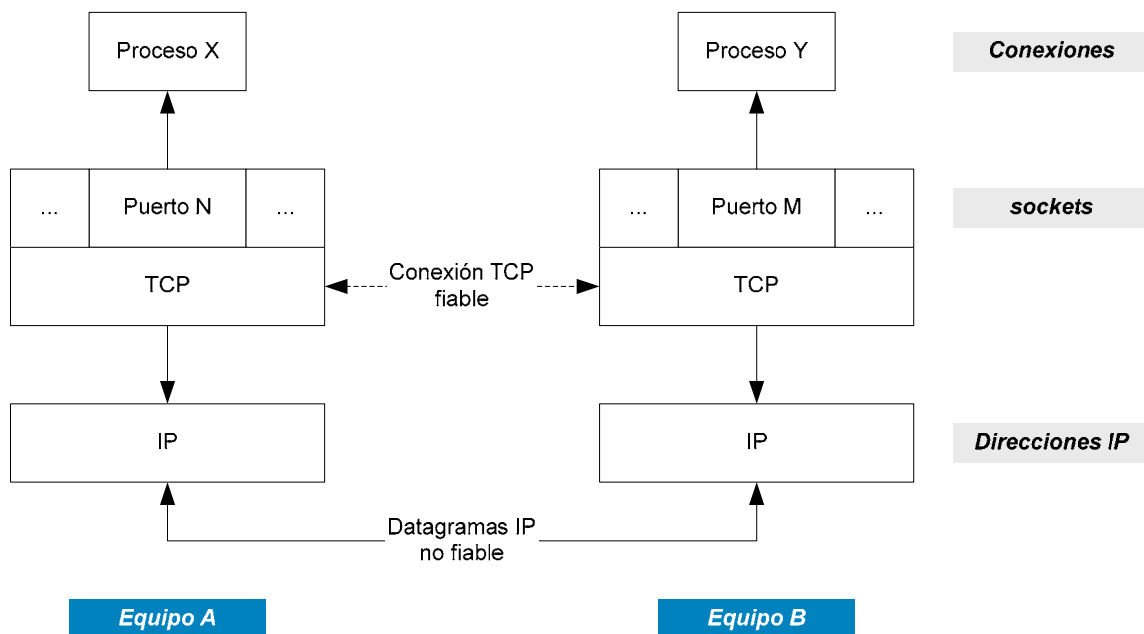 Proceso X
Proceso Y
Conexiones
...
Puerto N
...
...
Puerto M
...
sockets
TCP
Conexión TCP
fiable
TCP
IP
IP
Direcciones IP
Datagramas IP
no fiable
Equipo A
Equipo B